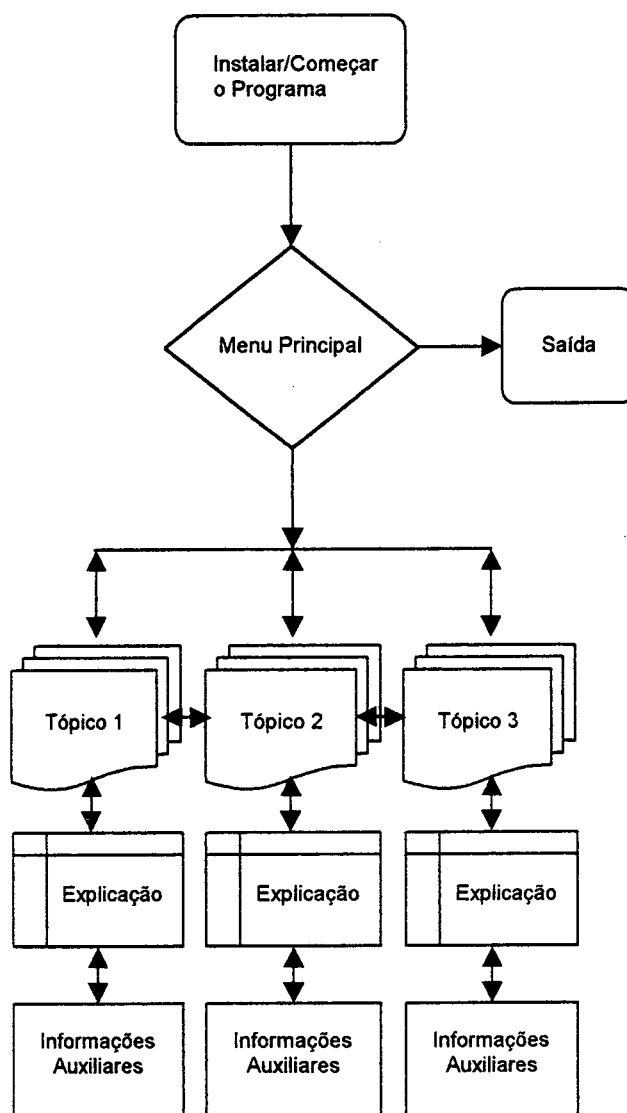 Instalar/Começar
o Programa
Menu Principal
Saída
Tópico 1
Tópico 2
Tópico 3
Explicação
Explicação
Explicação
Informações
Auxiliares
Informações
Auxiliares
Informações
Auxiliares